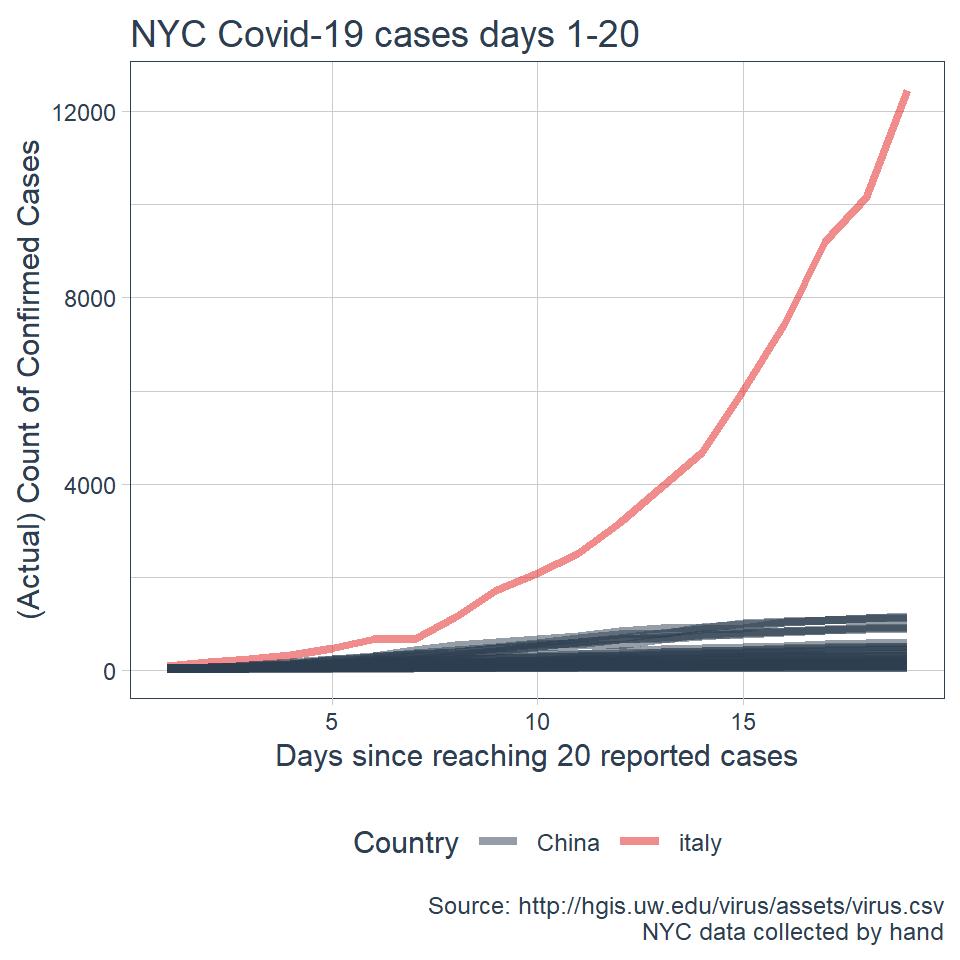 NYC Covid-19 cases days 1-20
(Actual) Count of Confirmed Cases
12000
8000
4000
0
5 10 15
Days since reaching 20 reported cases
Country China italy
Source: http://hgis.uw.edu/virus/assets/virus.csv
NYC data collected by hand